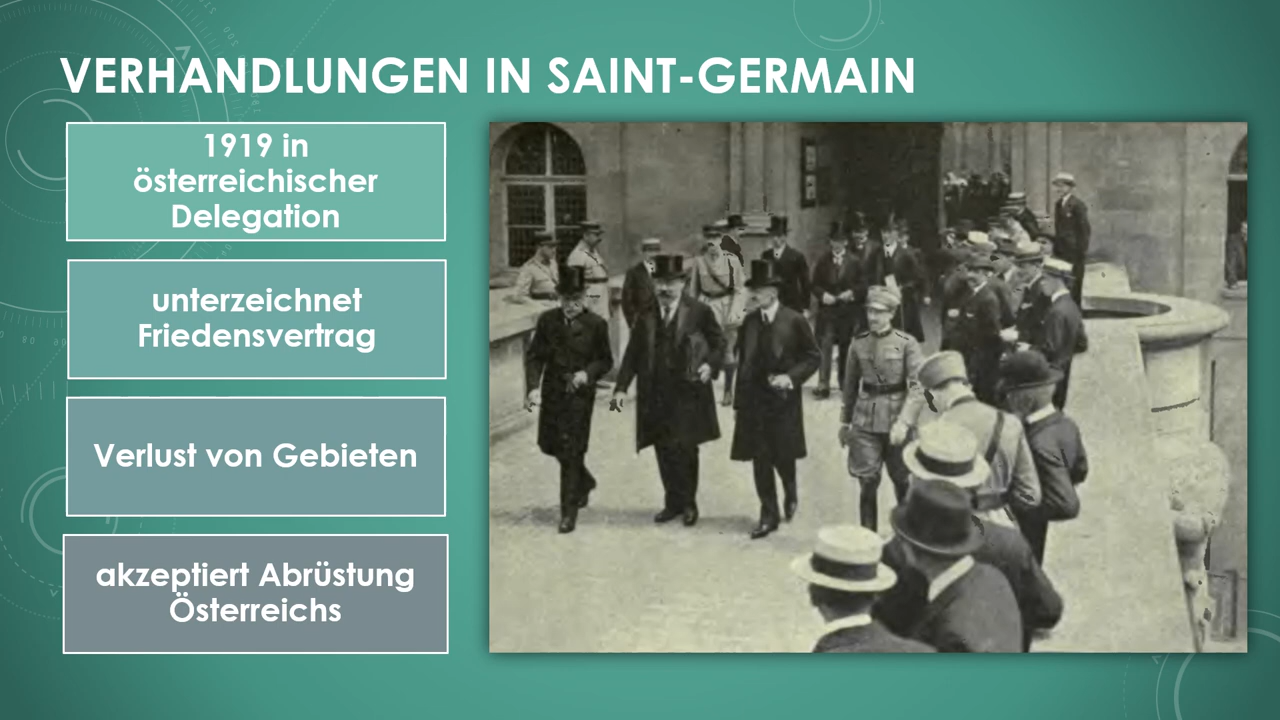 VERHANDLUNGEN IN SAINT-GERMAIN
1919 in
österreichischer
Delegation
unterzeichnet
Friedensvertrag
Verlust von Gebieten
akzeptiert Abrüstung
Österreichs